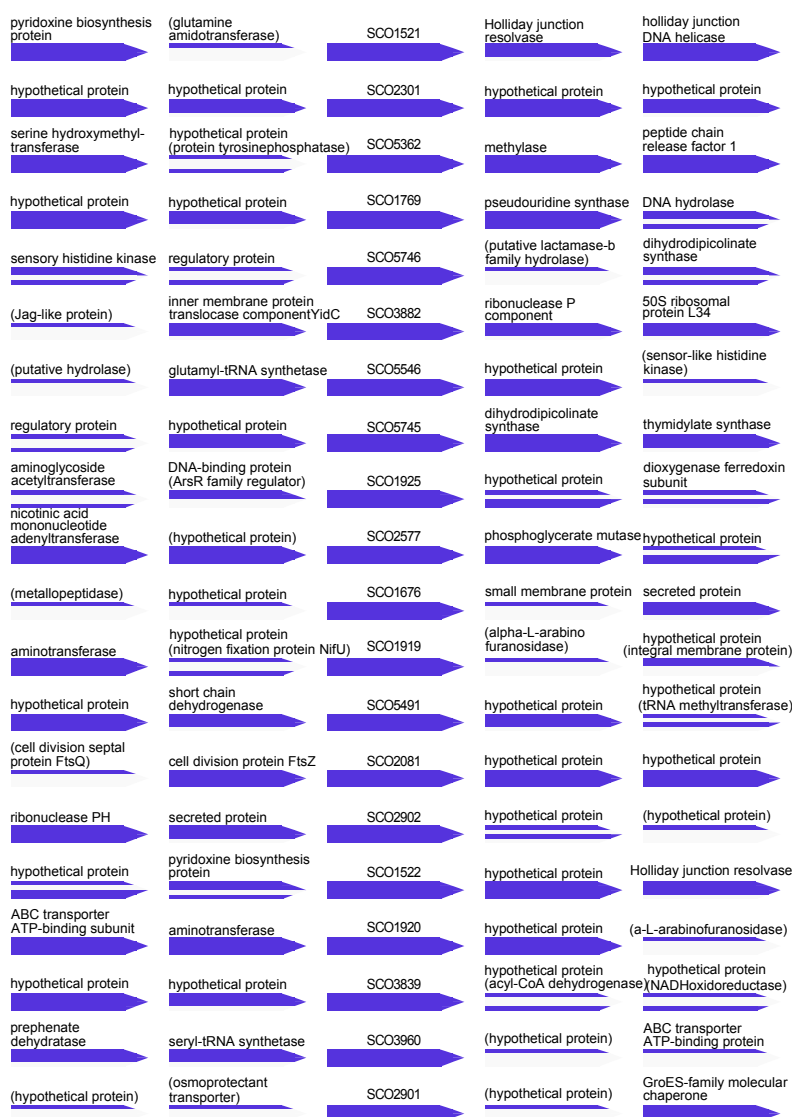 pyridoxine biosynthesis
protein
(glutamine
amidotransferase)
SCO1521
Holliday junction
resolvase
holliday junction
DNA helicase
hypothetical protein
hypothetical protein
SCO2301
hypothetical protein
hypothetical protein
serine hydroxymethyl-
transferase
hypothetical protein
(protein tyrosinephosphatase)
SCO5362
methylase
peptide chain
release factor 1
hypothetical protein
hypothetical protein
SCO1769
pseudouridine synthase
DNA hydrolase
sensory histidine kinase
regulatory protein
SCO5746
(putative lactamase-b
family hydrolase)
dihydrodipicolinate
synthase
(Jag-like protein)
inner membrane protein
translocase componentYidC
SCO3882
ribonuclease P
component
50S ribosomal
protein L34
(putative hydrolase)
glutamyl-tRNA synthetase
SCO5546
hypothetical protein
(sensor-like histidine
kinase)
regulatory protein
hypothetical protein
SCO5745
dihydrodipicolinate
synthase
thymidylate synthase
aminoglycoside
acetyltransferase
DNA-binding protein
(ArsR family regulator)
SCO1925
hypothetical protein
dioxygenase ferredoxin
subunit
nicotinic acid
mononucleotide
adenyltransferase
(hypothetical protein)
SCO2577
phosphoglycerate mutase
hypothetical protein
(metallopeptidase)
hypothetical protein
SCO1676
small membrane protein
secreted protein
aminotransferase
hypothetical protein
(nitrogen fixation protein NifU)
SCO1919
(alpha-L-arabino
furanosidase)
hypothetical protein
(integral membrane protein)
hypothetical protein
short chain
dehydrogenase
SCO5491
hypothetical protein
hypothetical protein
(tRNA methyltransferase)
(cell division septal
protein FtsQ)
cell division protein FtsZ
SCO2081
hypothetical protein
hypothetical protein
ribonuclease PH
secreted protein
SCO2902
hypothetical protein
(hypothetical protein)
hypothetical protein
pyridoxine biosynthesis
protein
SCO1522
hypothetical protein
Holliday junction resolvase
ABC transporter
ATP-binding subunit
aminotransferase
SCO1920
hypothetical protein
(a-L-arabinofuranosidase)
hypothetical protein
hypothetical protein
SCO3839
hypothetical protein
(acyl-CoA dehydrogenase)
hypothetical protein
(NADHoxidoreductase)
prephenate
dehydratase
seryl-tRNA synthetase
SCO3960
(hypothetical protein)
ABC transporter
ATP-binding protein
(hypothetical protein)
(osmoprotectant
transporter)
SCO2901
(hypothetical protein)
GroES-family molecular
chaperone